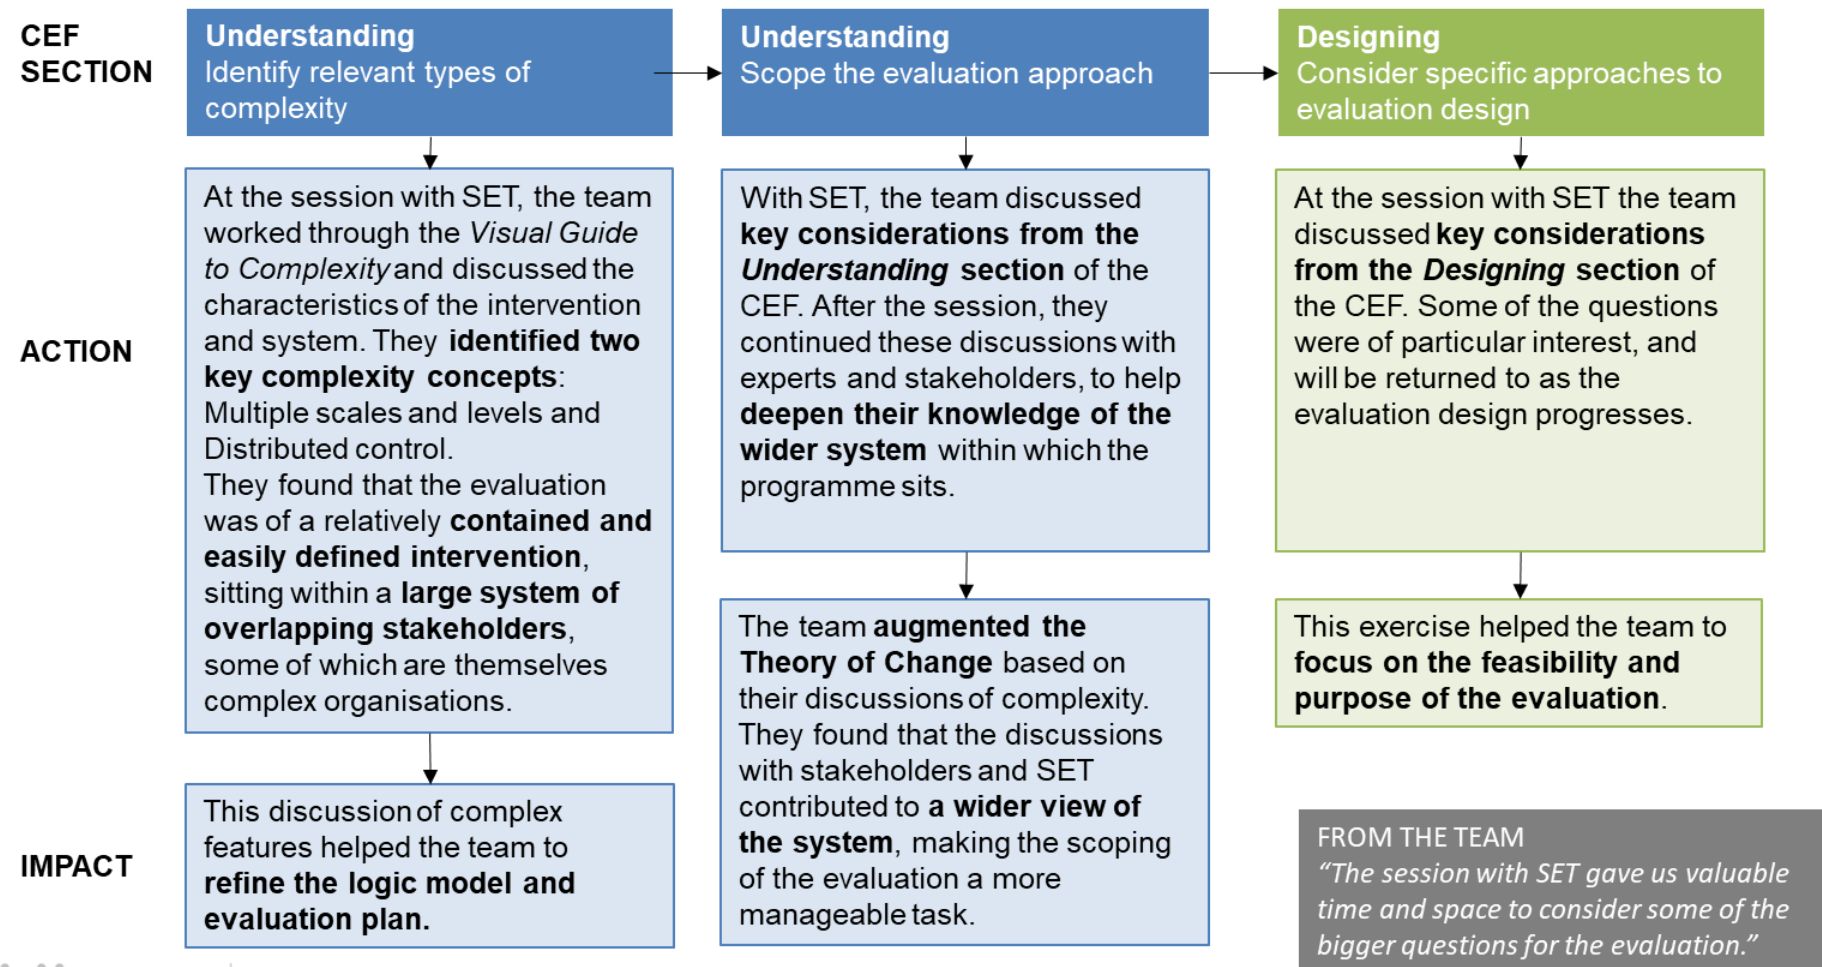 CEF
SECTION
Understanding
Identify relevant types of
complexity
Understanding
Scope the evaluation approach
Designing
Consider specific approaches to
evaluation design
ACTION
At the session with SET, the team
worked through the Visual Guide
to Complexity and discussed the
characteristics of the intervention
and system. They identified two
key complexity concepts:
Multiple scales and levels and
Distributed control.
They found that the evaluation
was of a relatively contained and
easily defined intervention,
sitting within a large system of
overlapping stakeholders,
some of which are themselves
complex organisations.
With SET, the team discussed
key considerations from the
Understanding section of the
CEF. After the session, they
continued these discussions with
experts and stakeholders, to help
deepen their knowledge of the
wider system within which the
programme sits.
At the session with SET the team
discussed key considerations
from the Designing section of
the CEF. Some of the questions
were of particular interest, and
will be returned to as the
evaluation design progresses.
IMPACT
This discussion of complex
features helped the team to
refine the logic model and
evaluation plan.
The team augmented the
Theory of Change based on
their discussions of complexity.
They found that the discussions
with stakeholders and SET
contributed to a wider view of
the system, making the scoping
of the evaluation a more
manageable task.
This exercise helped the team to
focus on the feasibility and
purpose of the evaluation.
FROM THE TEAM
“The session with SET gave us valuable
time and space to consider some of the
bigger questions for the evaluation.”